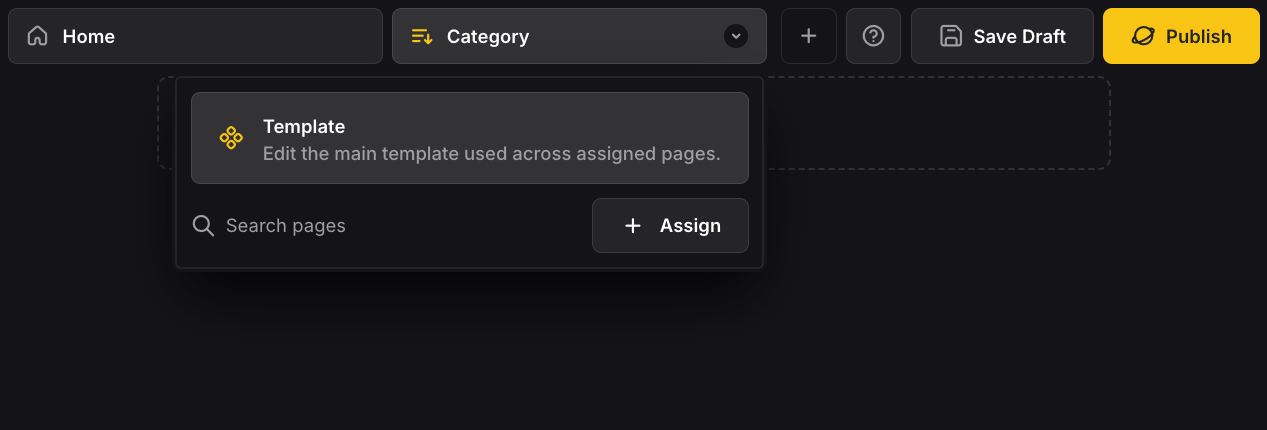 Home
Category
Save Draft
Publish
Template
Edit the main template used across assigned pages.
Search pages
Assign